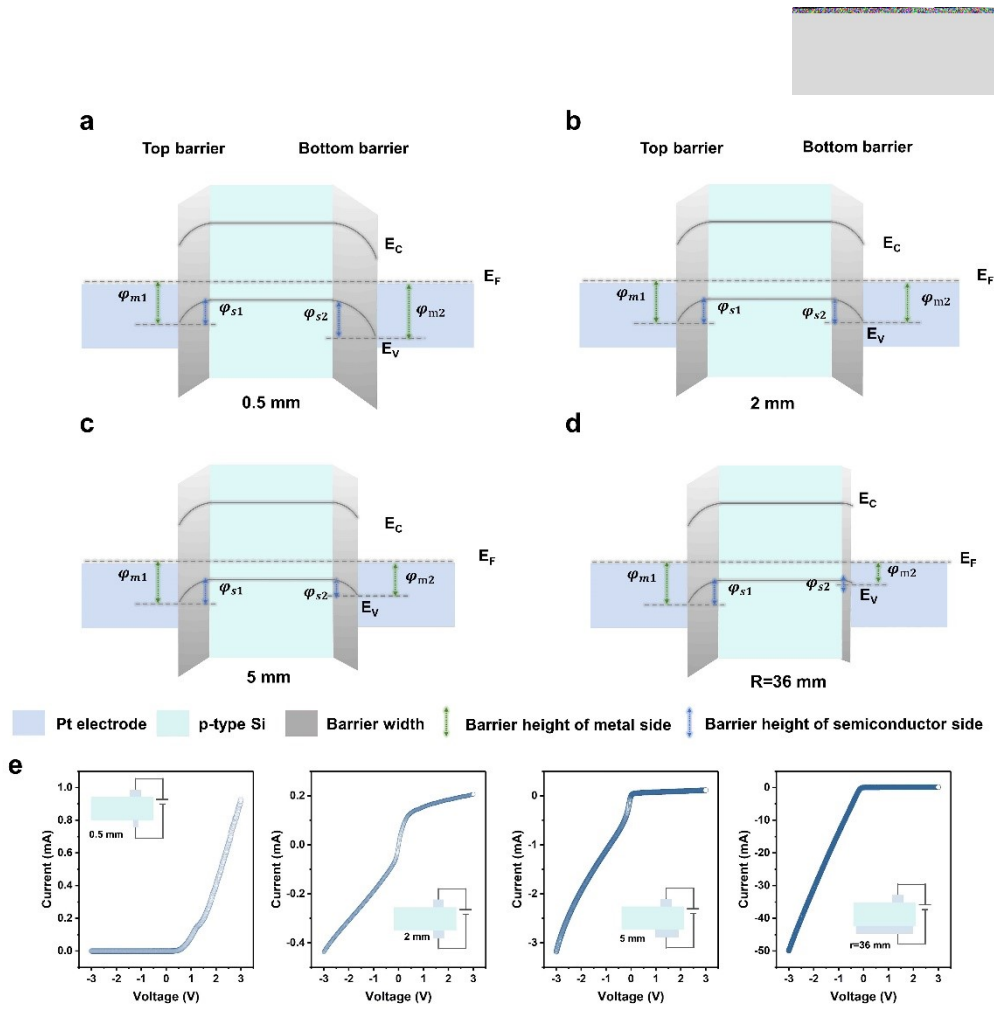 a
Top barrier Bottom barrier
E_C
E_F
φ_m1 φ_s1 φ_s2 φ_m2
E_V
0.5 mm
b
Top barrier Bottom barrier
E_C
E_F
φ_m1 φ_s1 φ_s2 φ_m2
E_V
2 mm
c
E_C
E_F
φ_m1 φ_s1 φ_s2 φ_m2
E_V
5 mm
d
E_C
E_F
φ_m1 φ_s1 φ_s2 φ_m2
E_V
R=36 mm
Pt electrode p-type Si Barrier width Barrier height of metal side Barrier height of semiconductor side
e
Current (mA)
1.0
0.8
0.6
0.4
0.2
0.0
0.5 mm
-3 -2 -1 0 1 2 3
Voltage (V)
Current (mA)
0.2
0.0
-0.2
-0.4
2 mm
-3 -2 -1 0 1 2 3
Voltage (V)
Current (mA)
0
-1
-2
-3
5 mm
-3 -2 -1 0 1 2 3
Voltage (V)
Current (mA)
0
-10
-20
-30
-40
-50
r=36 mm
-3 -2 -1 0 1 2 3
Voltage (V)